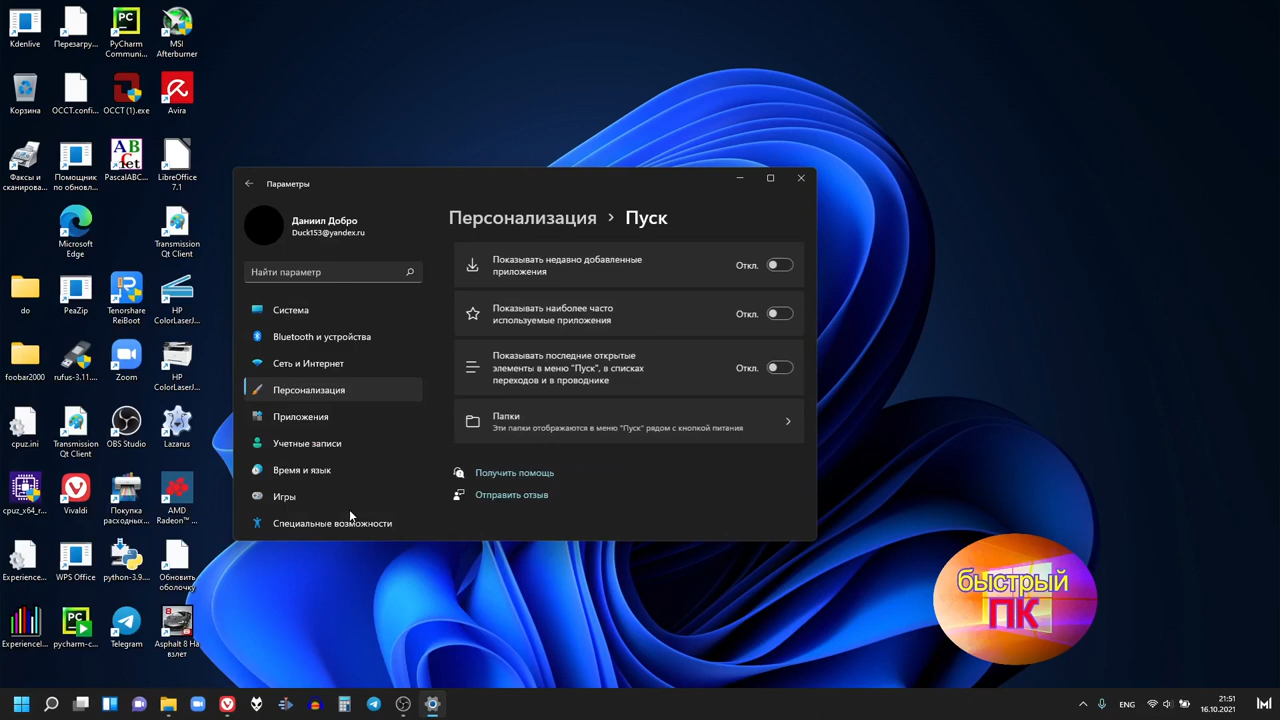 Kdenlive
Перезагру...
PyCharm
Communi...
MSI
Afterburner
Корзина
OCCT.confi...
OCCT (1).exe
Avira
Факсы и
сканирова...
Помощник
по обновл...
PascalABC...
LibreOffice
7.1
Microsoft
Edge
Transmission
Qt Client
do
PeaZip
Tenorshare
ReiBoot
HP
ColorLaserJ...
foobar2000
rufus-3.11....
Zoom
HP
ColorLaserJ...
cpuz.ini
Transmission
Qt Client
OBS Studio
Lazarus
cpuz_x64_r...
Vivaldi
Покупка
расходных...
AMD
Radeon™ ...
Experience...
WPS Office
python-3.9....
Обновить
оболочку
Experiencel...
pycharm-c...
Telegram
Asphalt 8 На
взлет
Параметры
Даниил Добро
Duck153@yandex.ru
Найти параметр
Система
Bluetooth и устройства
Сеть и Интернет
Персонализация
Приложения
Учетные записи
Время и язык
Игры
Специальные возможности
Персонализация › Пуск
Показывать недавно добавленные
приложения
Откл.
Показывать наиболее часто
используемые приложения
Откл.
Показывать последние открытые
элементы в меню "Пуск", в списках
переходов и в проводнике
Откл.
Папки
Эти папки отображаются в меню "Пуск" рядом с кнопкой питания
Получить помощь
Отправить отзыв
быстрый
ПК
ENG
21:51
16.10.2021